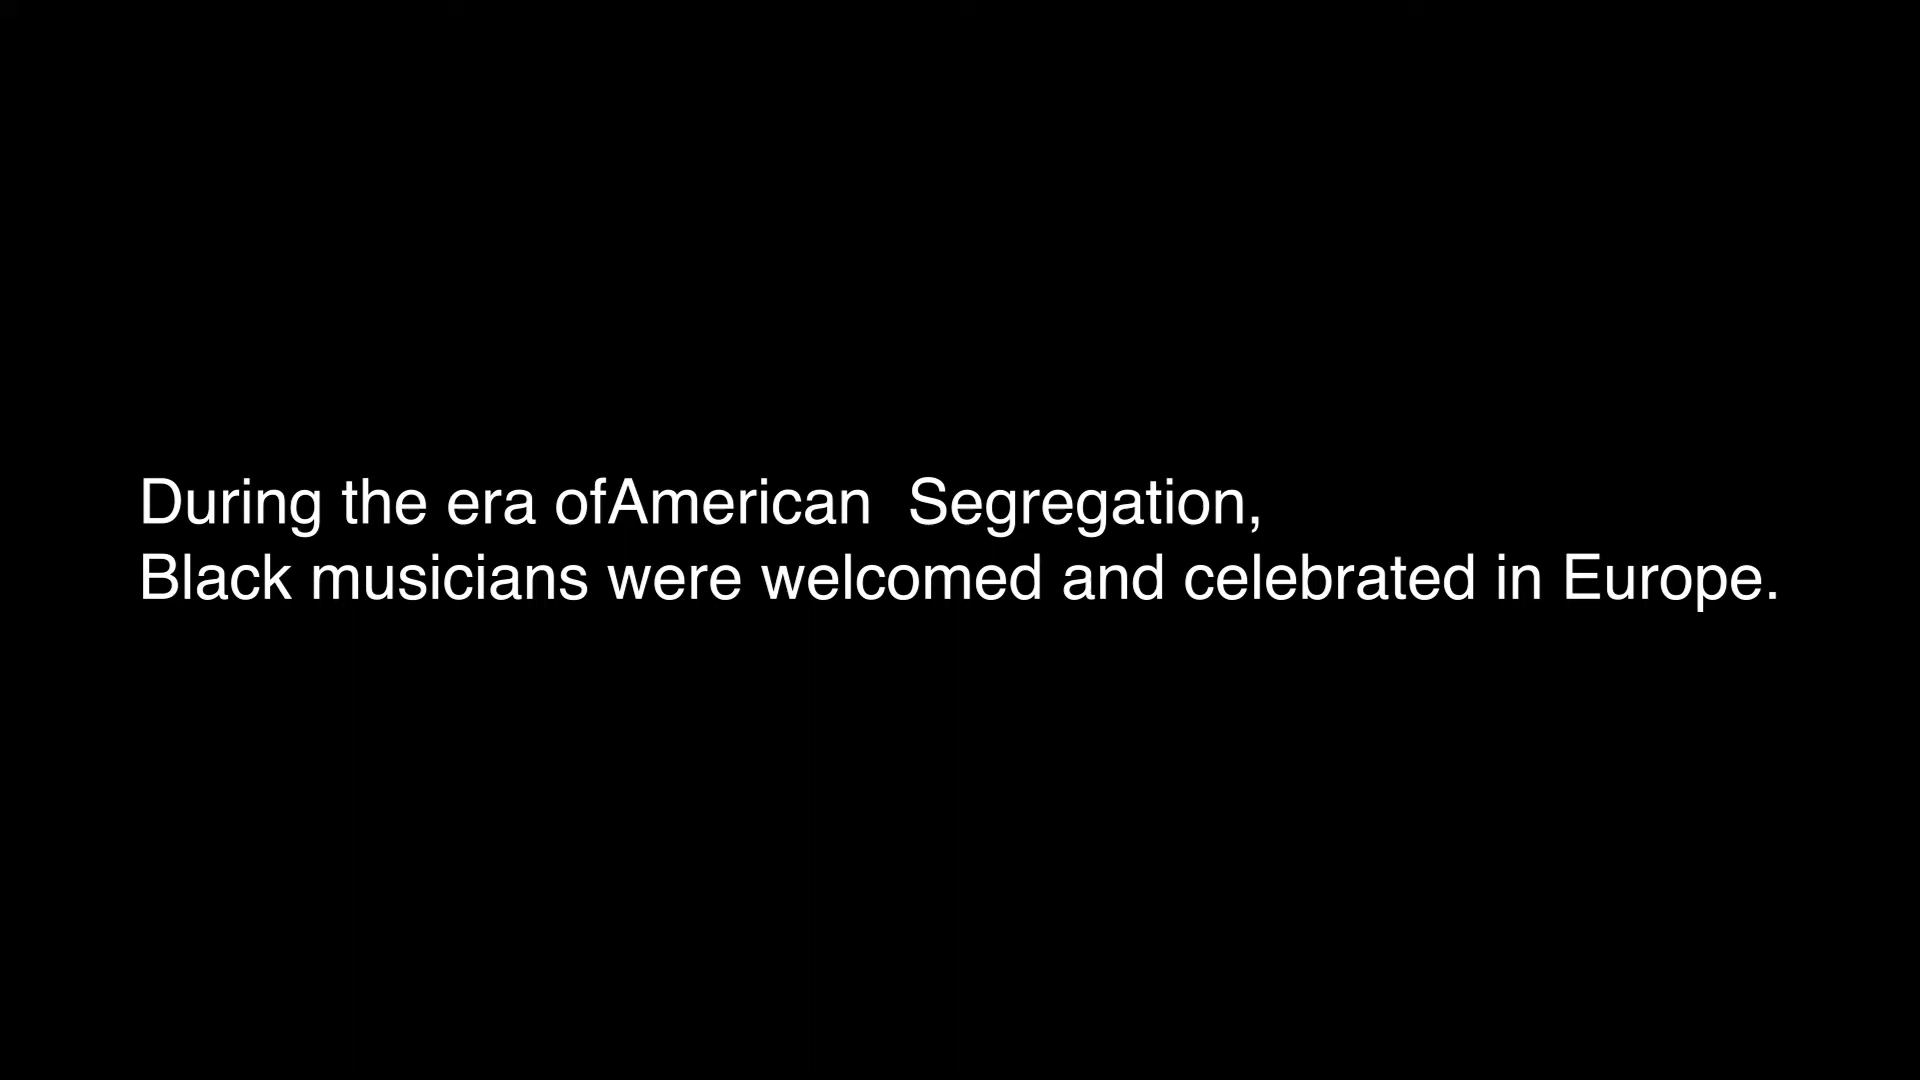 During the era ofAmerican  Segregation,
Black musicians were welcomed and celebrated in Europe.